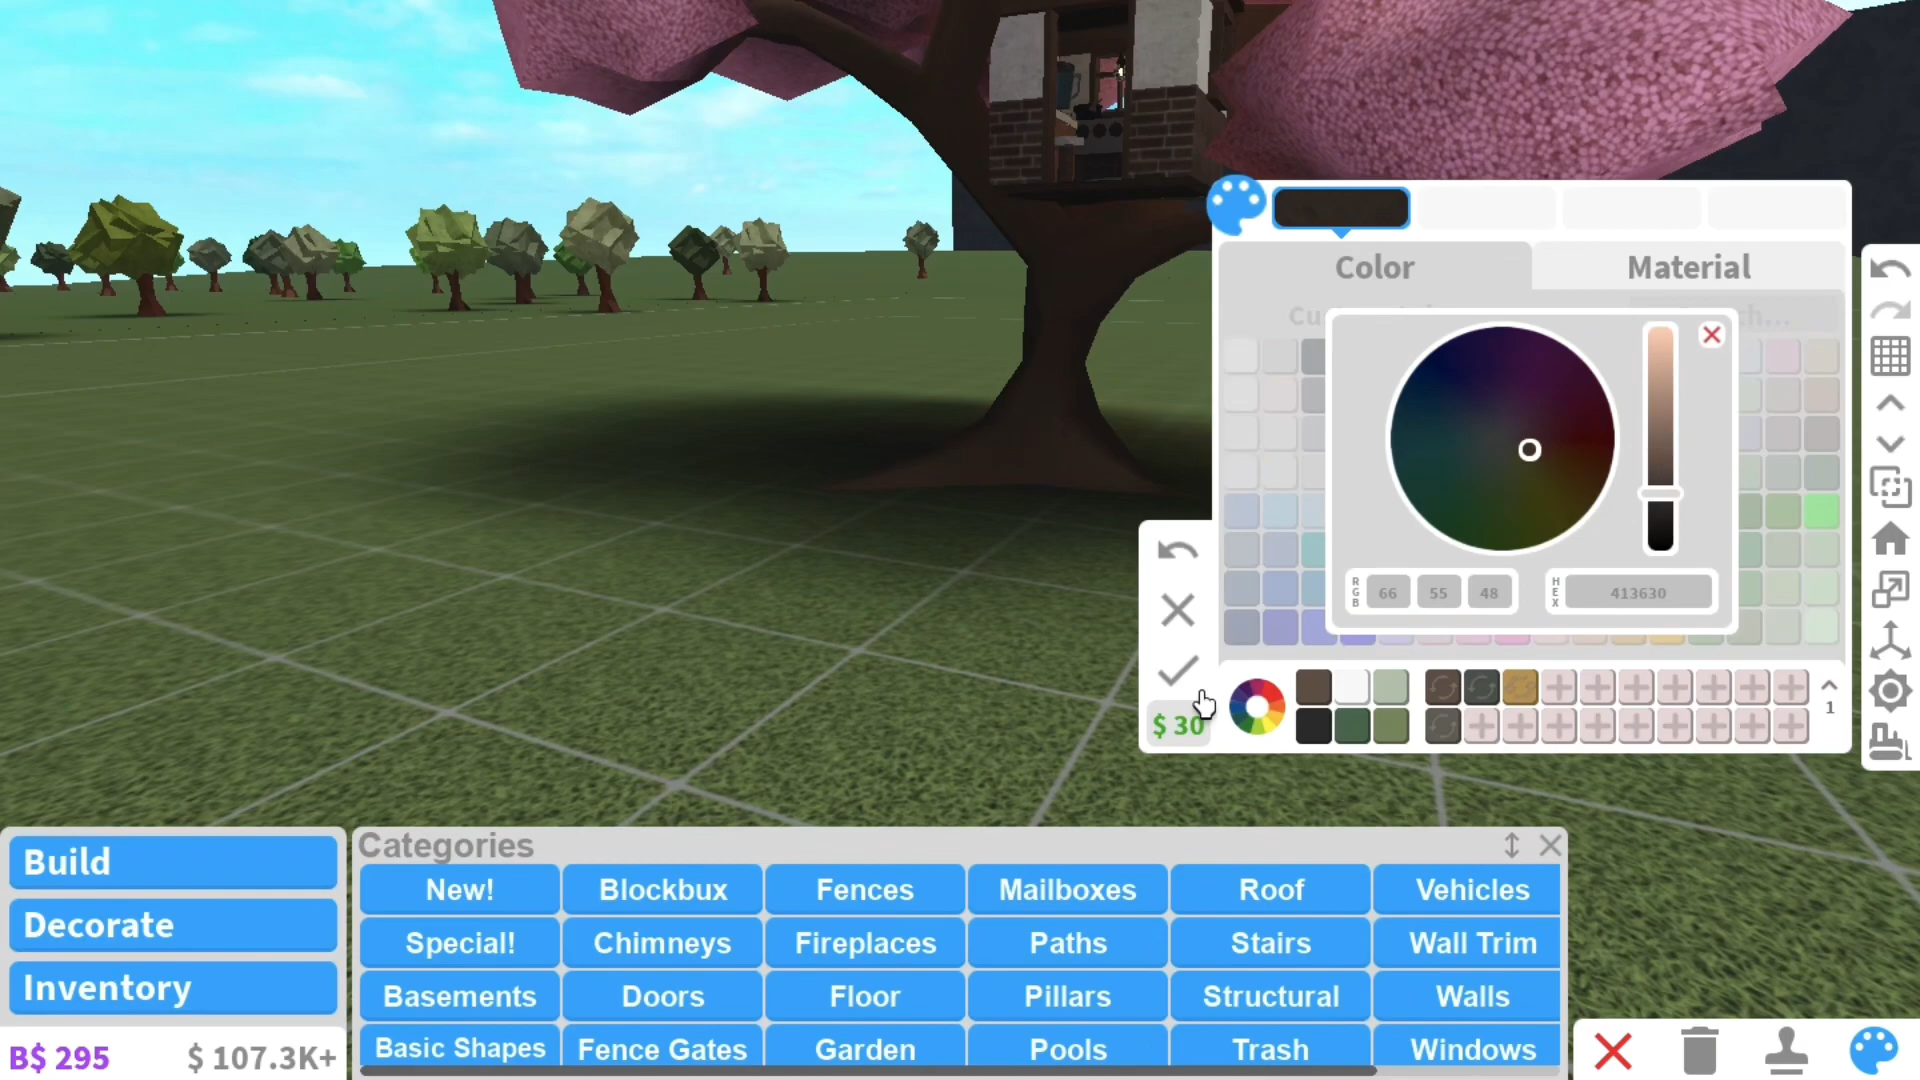 Color
Material
Cu
ch...
R
G
B
66
55
48
H
E
X
413630
$ 30
1
Build
Decorate
Inventory
B$ 295
$ 107.3K+
Categories
New!
Blockbux
Fences
Mailboxes
Roof
Vehicles
Special!
Chimneys
Fireplaces
Paths
Stairs
Wall Trim
Basements
Doors
Floor
Pillars
Structural
Walls
Basic Shapes
Fence Gates
Garden
Pools
Trash
Windows